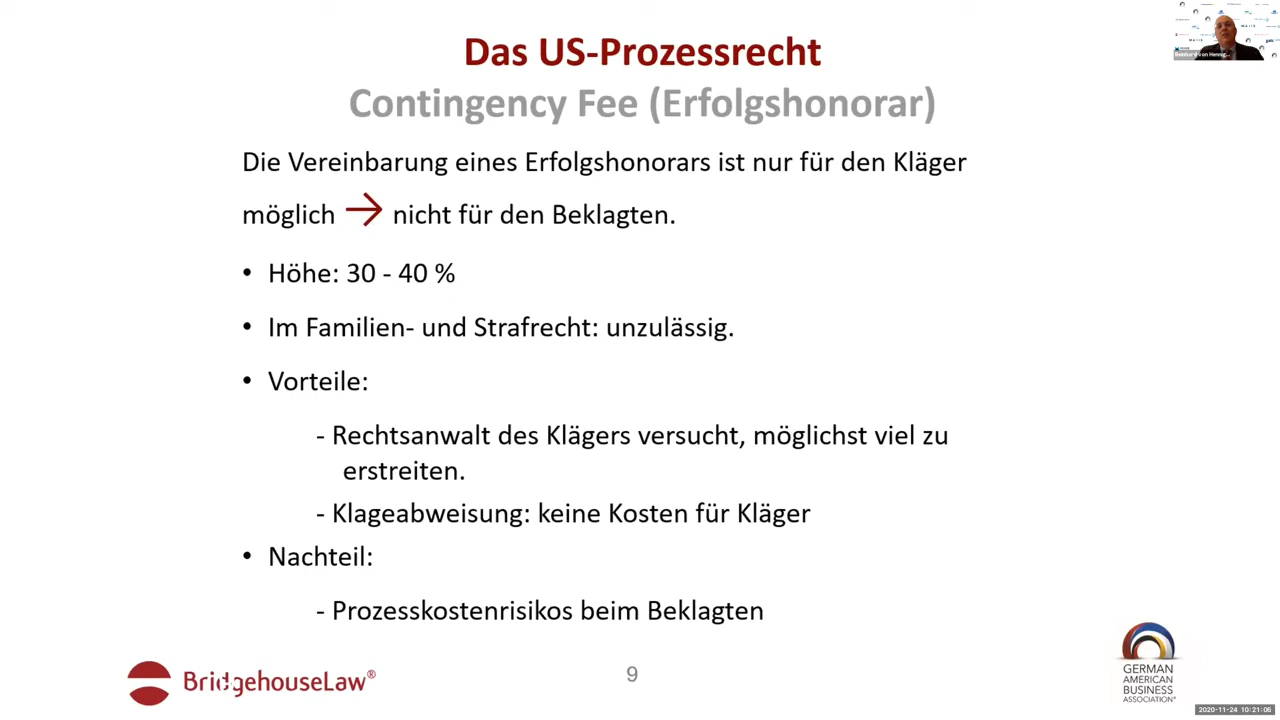 Das US-Prozessrecht
Contingency Fee (Erfolgshonorar)
Die Vereinbarung eines Erfolgshonorars ist nur für den Kläger
möglich → nicht für den Beklagten.
• Höhe: 30 - 40 %
• Im Familien- und Strafrecht: unzulässig.
• Vorteile:
- Rechtsanwalt des Klägers versucht, möglichst viel zu
erstreiten.
- Klageabweisung: keine Kosten für Kläger
• Nachteil:
- Prozesskostenrisikos beim Beklagten
BridgehouseLaw®
9
GERMAN
AMERICAN
BUSINESS
ASSOCIATION
2020-11-24 10:21:06